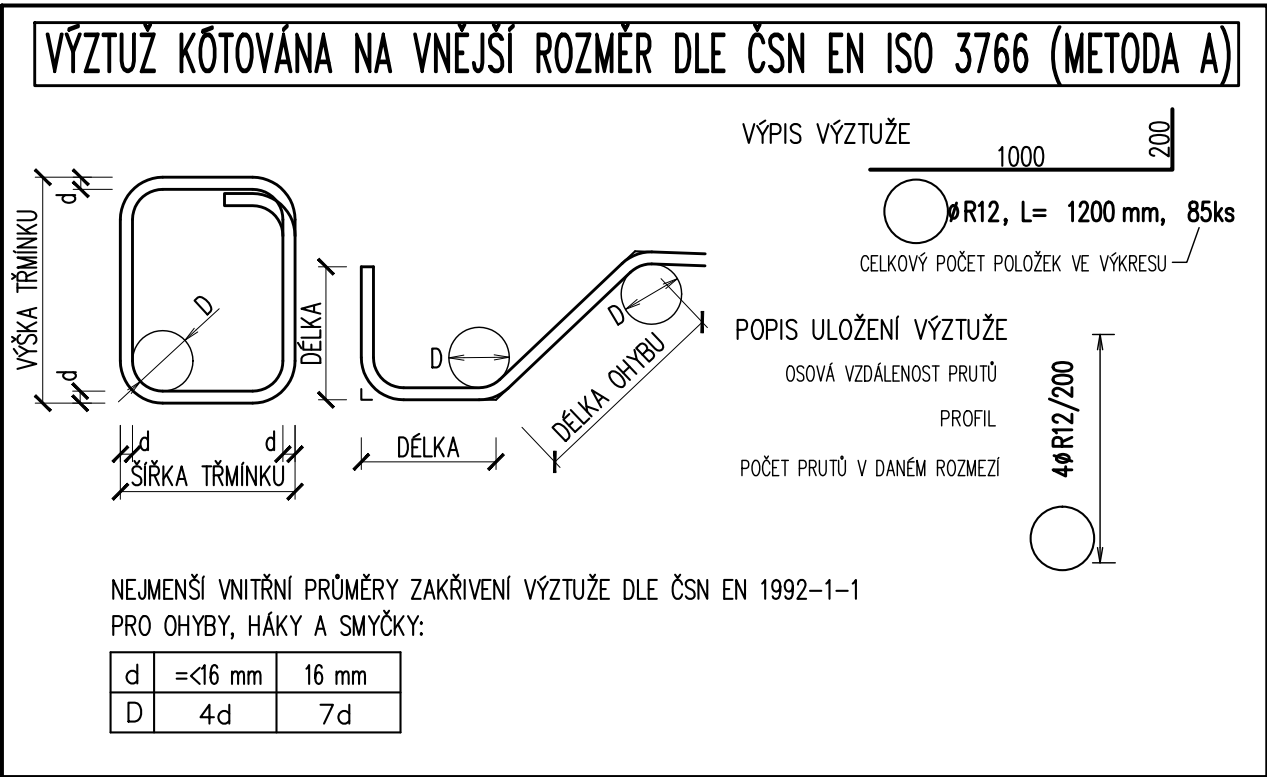 VÝZTUŽ KÓTOVÁNA NA VNĚJŠÍ ROZMĚR DLE ČSN EN ISO 3766 (METODA A)
VÝPIS VÝZTUŽE
1000
200
øR12, L= 1200 mm, 85ks
CELKOVÝ POČET POLOŽEK VE VÝKRESU
d
VÝŠKA TŘMÍNKU
D
d
d
d
ŠÍŘKA TŘMÍNKU
DÉLKA
D
D
DÉLKA
DÉLKA OHYBU
POPIS ULOŽENÍ VÝZTUŽE
OSOVÁ VZDÁLENOST PRUTŮ
PROFIL
POČET PRUTŮ V DANÉM ROZMEZÍ
4øR12/200
NEJMENŠÍ VNITŘNÍ PRŮMĚRY ZAKŘIVENÍ VÝZTUŽE DLE ČSN EN 1992-1-1
PRO OHYBY, HÁKY A SMYČKY:
d =<16 mm 16 mm
D 4d 7d